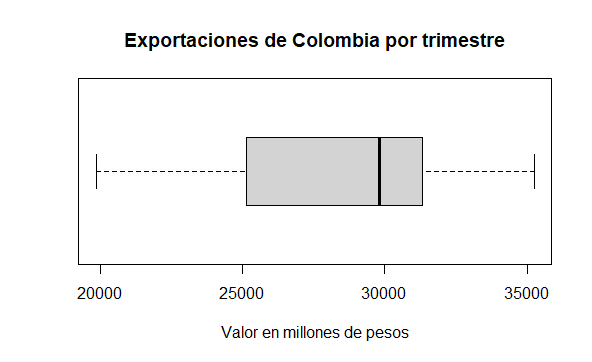 Exportaciones de Colombia por trimestre
20000 25000 30000 35000
Valor en millones de pesos